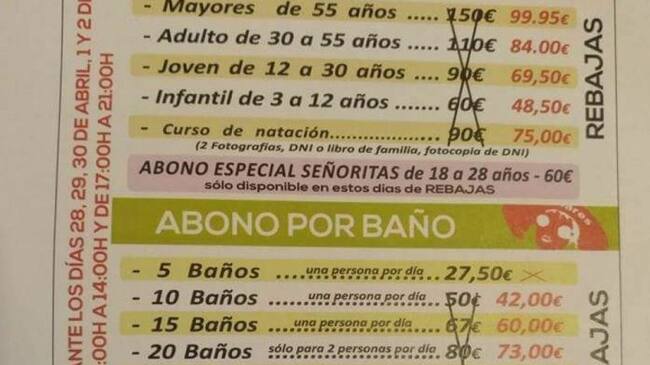 - Mayores de 55 años ........ 150€ 99.95€
- Adulto de 30 a 55 años .... 110€ 84.00€
- Joven de 12 a 30 años...... 90€ 69,50€
- Infantil de 3 a 12 años ...... 60€ 48,50€
- Curso de natación................... 90€ 75,00€
(2 Fotografías, DNI o libro de familia, fotocopia de DNI)
ABONO ESPECIAL SEÑORITAS de 18 a 28 años - 60€
sólo disponible en estos dias de REBAJAS
REBAJAS
ABONO POR BAÑO
- 5 Baños ....una persona por día.... 27,50€
- 10 Baños ....una persona por día.... 50€ 42,00€
- 15 Baños ....una persona por día.... 67€ 60,00€
- 20 Baños sólo para 2 personas por día 80€ 73,00€
AJAS
ANTE LOS DÍAS 28, 29, 30 DE ABRIL, 1 Y 2 DE
:00H A 14:00H Y DE 17:00H A 21:00H